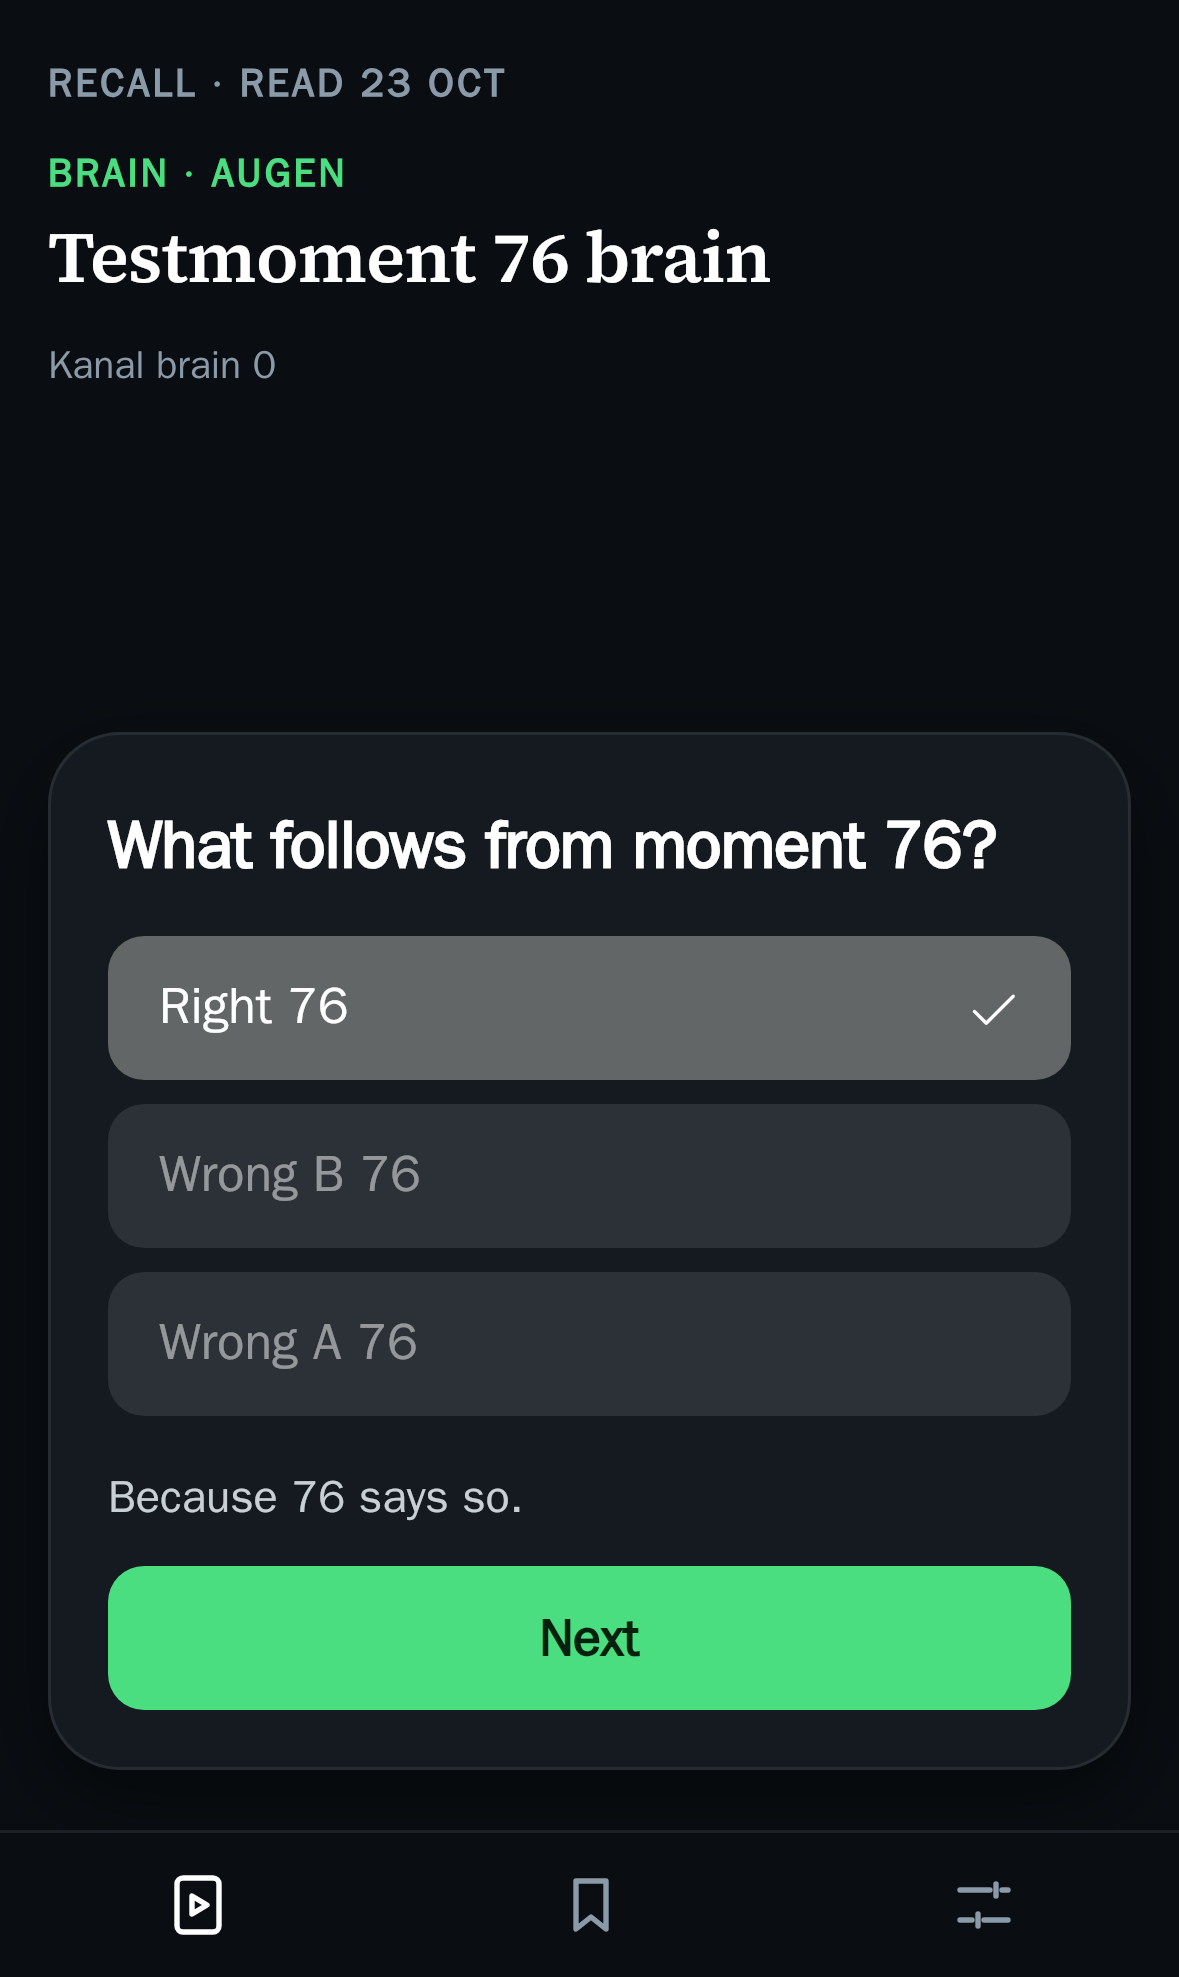 RECALL · READ 23 OCT
BRAIN · AUGEN
Testmoment 76 brain
Kanal brain 0
What follows from moment 76?
Right 76
Wrong B 76
Wrong A 76
Because 76 says so.
Next